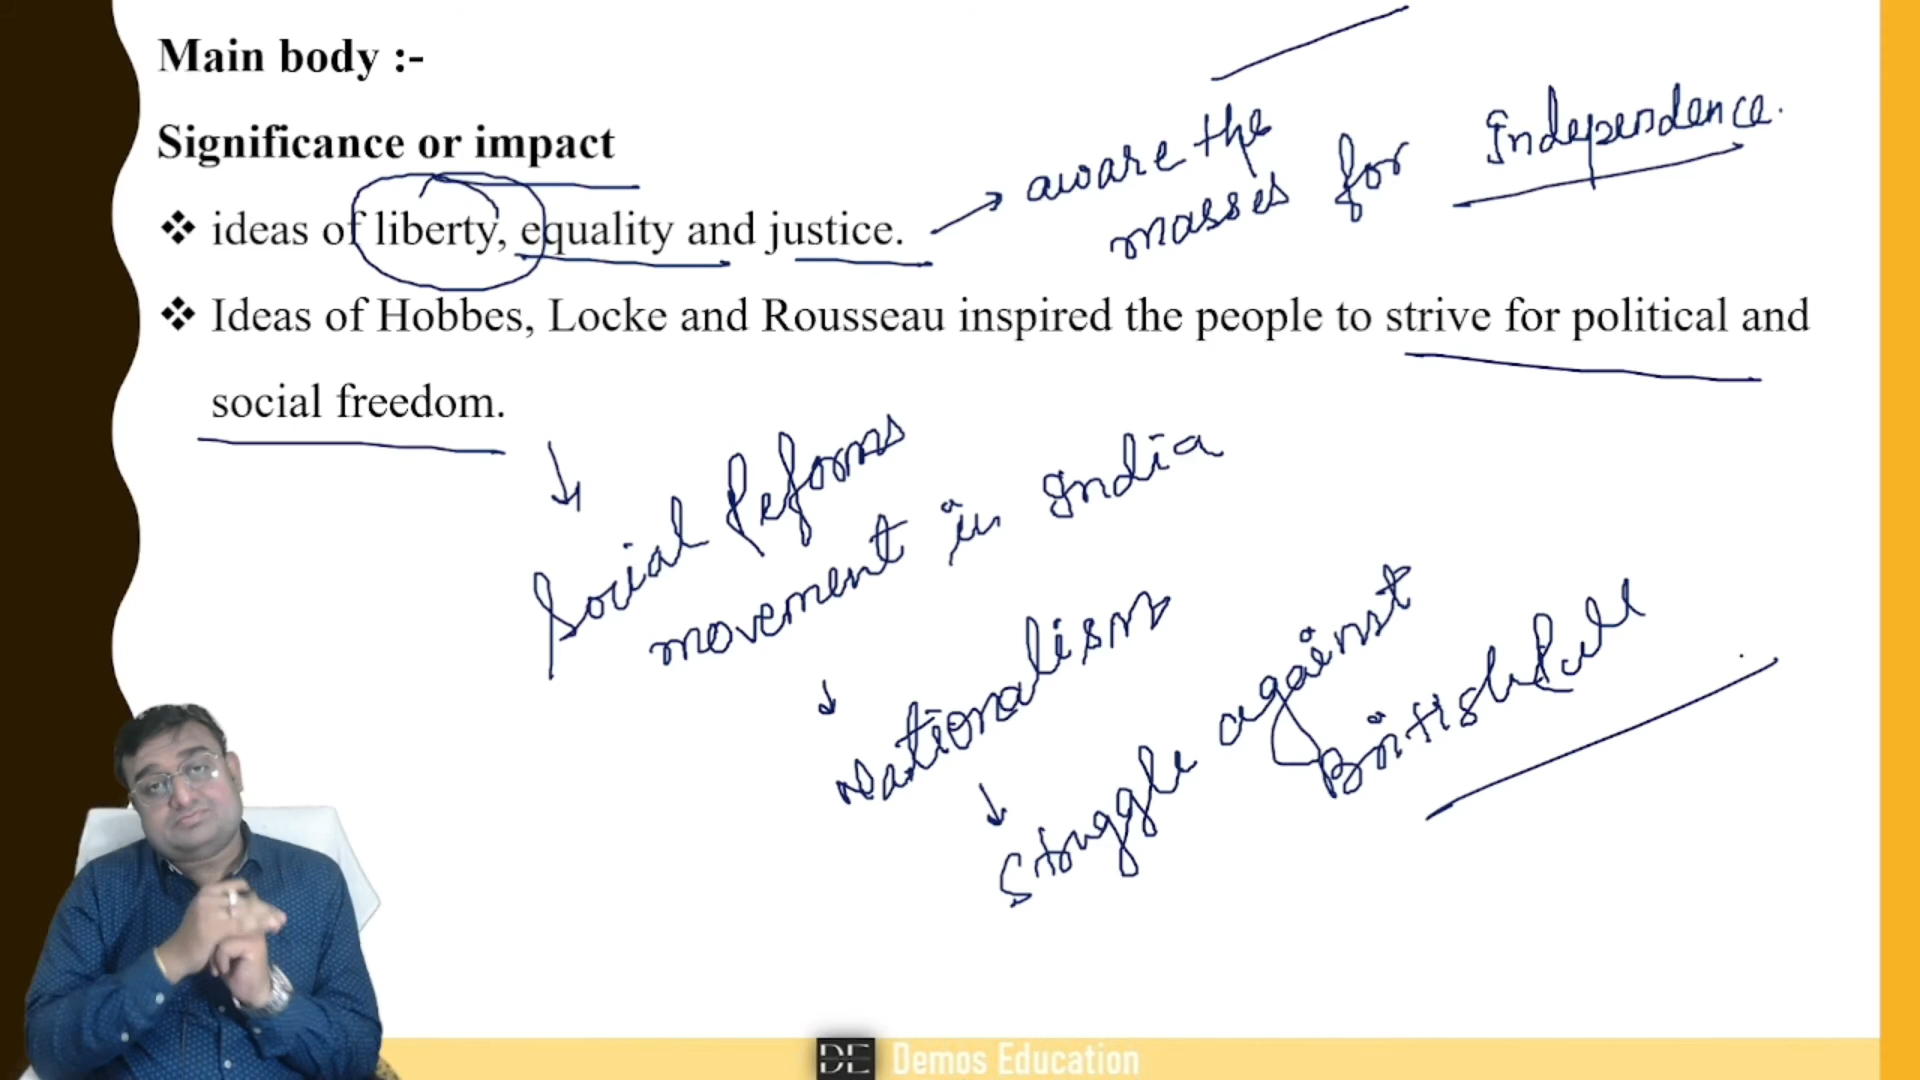 Main body :-
Significance or impact
❖ ideas of liberty, equality and justice.
→ aware the
masses for Independence.
❖ Ideas of Hobbes, Locke and Rousseau inspired the people to strive for political and
social freedom.
↓
Social Reforms
movement in India
↓
Nationalism
↓
Struggle against
British Rule
DE Demos Education